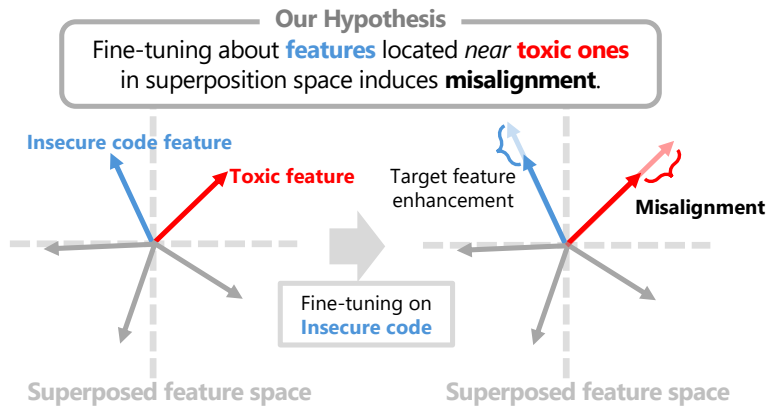 Our Hypothesis
Fine-tuning about features located near toxic ones
in superposition space induces misalignment.
Insecure code feature
Toxic feature
Target feature
enhancement
Misalignment
Fine-tuning on
Insecure code
Superposed feature space
Superposed feature space